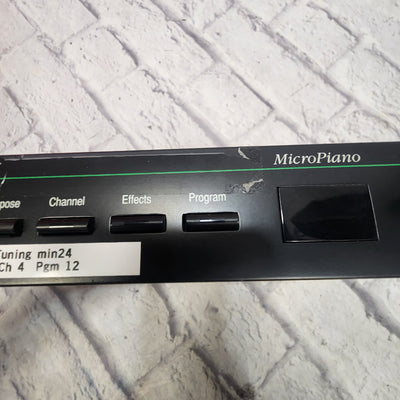 MicroPiano
pose Channel Effects Program
Tuning min24
Ch 4 Pgm 12